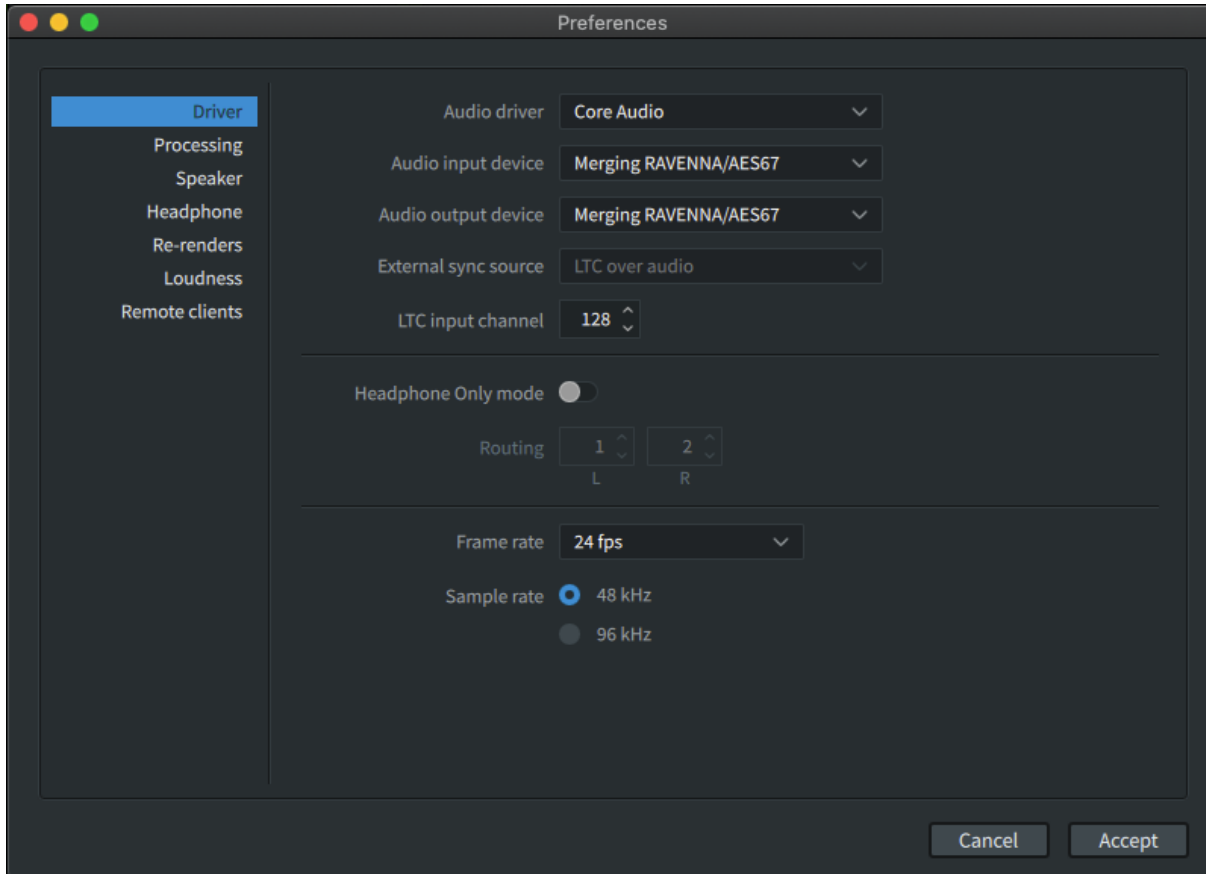 Preferences
Driver
Processing
Speaker
Headphone
Re-renders
Loudness
Remote clients
Audio driver Core Audio
Audio input device Merging RAVENNA/AES67
Audio output device Merging RAVENNA/AES67
External sync source LTC over audio
LTC input channel 128
Headphone Only mode
Routing 1 2
L R
Frame rate 24 fps
Sample rate 48 kHz
96 kHz
Cancel Accept